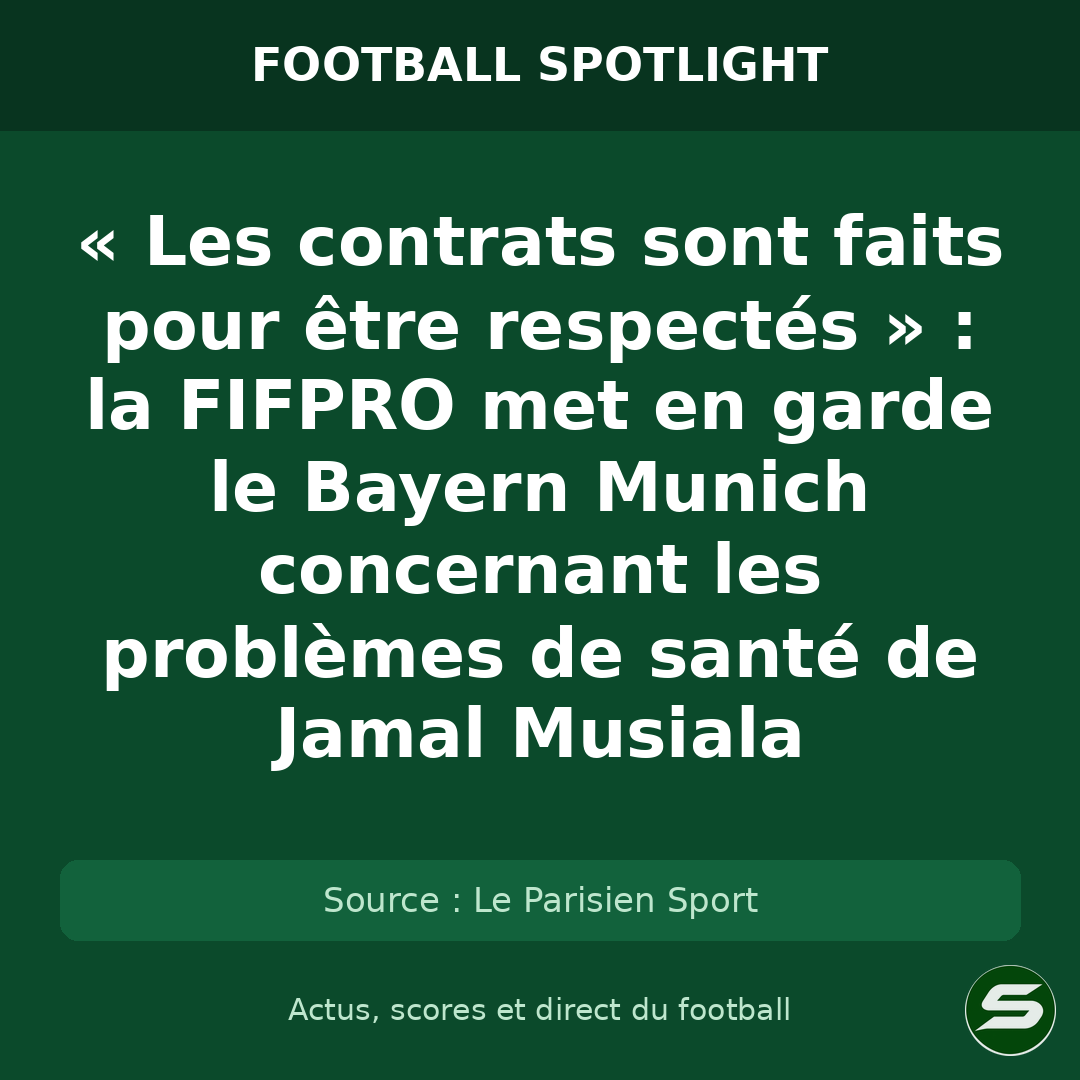 FOOTBALL SPOTLIGHT
« Les contrats sont faits
pour être respectés » :
la FIFPRO met en garde
le Bayern Munich
concernant les
problèmes de santé de
Jamal Musiala
Source : Le Parisien Sport
Actus, scores et direct du football
S